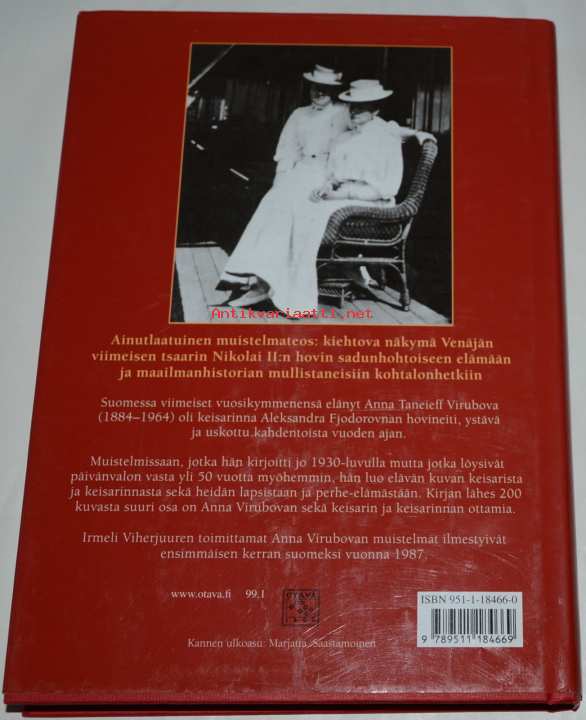 Antikvariaatti.net
Ainutlaatuinen muistelmateos: kiehtova näkymä Venäjän
viimeisen tsaarin Nikolai II:n hovin sadunhohtoiseen elämään
ja maailmanhistorian mullistaneisiin kohtalonhetkiin
Suomessa viimeiset vuosikymmenensä elänyt Anna Taneieff Virubova
(1884–1964) oli keisarinna Aleksandra Fjodorovnan hovineiti, ystävä
ja uskottu kahdentoista vuoden ajan.
Muistelmissaan, jotka hän kirjoitti jo 1930-luvulla mutta jotka löysivät
päivänvalon vasta yli 50 vuotta myöhemmin, hän luo elävän kuvan keisarista
ja keisarinnasta sekä heidän lapsistaan ja perhe-elämästään. Kirjan lähes 200
kuvasta suuri osa on Anna Virubovan sekä keisarin ja keisarinnan ottamia.
Irmeli Viherjuuren toimittamat Anna Virubovan muistelmat ilmestyivät
ensimmäisen kerran suomeksi vuonna 1987.
www.otava.fi 99.1 OTAVA
ISBN 951-1-18466-0
9 789511 184669
Kannen ulkoasu: Marjatta Saastamoinen